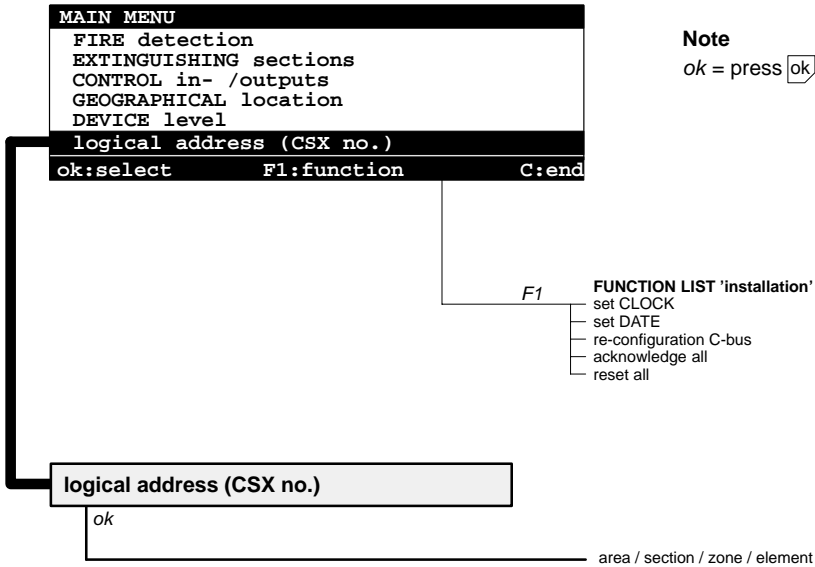 MAIN MENU
FIRE detection
EXTINGUISHING sections
CONTROL in- /outputs
GEOGRAPHICAL location
DEVICE level
logical address (CSX no.)
ok:select F1:function C:end
Note
ok = press ok
F1
FUNCTION LIST ’installation’
set CLOCK
set DATE
re-configuration C-bus
acknowledge all
reset all
logical address (CSX no.)
ok
area / section / zone / element